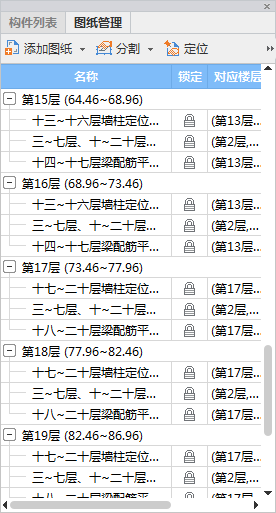 构件列表 图纸管理
添加图纸 分割 定位
名称 锁定 对应楼层
第15层 (64.46~68.96)
十三~十六层墙柱定位... (第13层...
三~七层、十~二十层... (第2层,...
十四~十七层梁配筋平... (第13层...
第16层 (68.96~73.46)
十三~十六层墙柱定位... (第13层...
三~七层、十~二十层... (第2层,...
十四~十七层梁配筋平... (第13层...
第17层 (73.46~77.96)
十七~二十层墙柱定位... (第17层...
三~七层、十~二十层... (第2层,...
十八~二十层梁配筋平... (第17层...
第18层 (77.96~82.46)
十七~二十层墙柱定位... (第17层...
三~七层、十~二十层... (第2层,...
十八~二十层梁配筋平... (第17层...
第19层 (82.46~86.96)
十七~二十层墙柱定位... (第17层...
三~七层、十~二十层... (第2层,...
十八~二十层梁配筋平... (第17层...